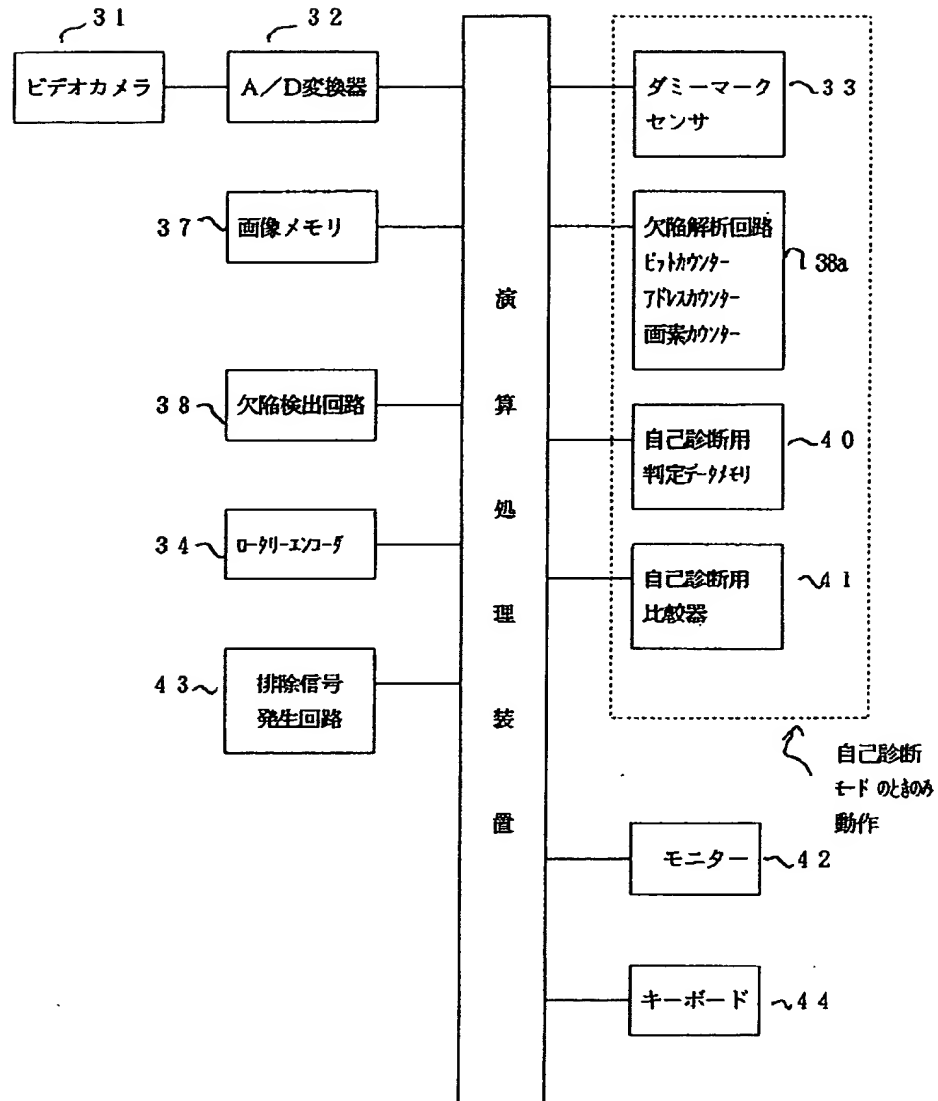 31
ビデオカメラ
32
A/D変換器
37
画像メモリ
38
欠陥検出回路
34
ロータリーエンコーダ
43
排除信号
発生回路
演算処理装置
ダミーマーク
センサ
33
欠陥解析回路
ビットカウンター
アドレスカウンター
画素カウンター
38a
自己診断用
判定データメモリ
40
自己診断用
比較器
41
自己診断
モードのときのみ
動作
モニター
42
キーボード
44